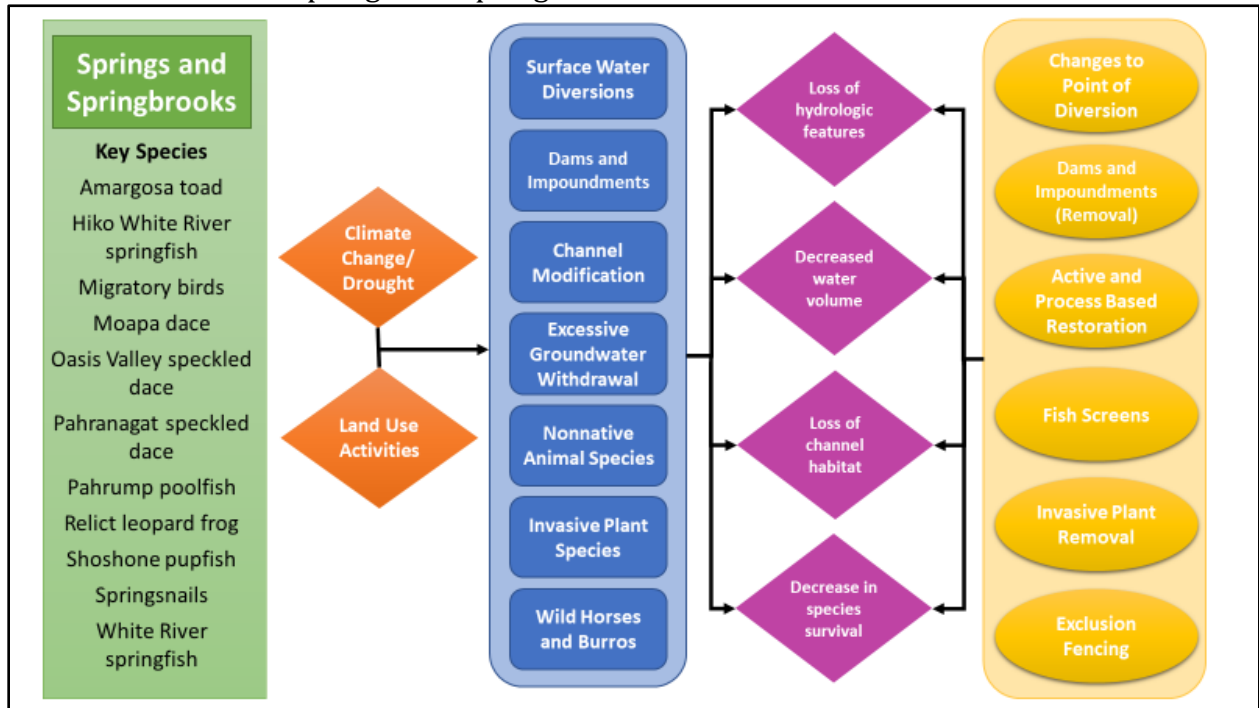 Springs and
Springbrooks
Key Species
Amargosa toad
Hiko White River
springfish
Migratory birds
Moapa dace
Oasis Valley speckled
dace
Pahranagat speckled
dace
Pahrump poolfish
Relict leopard frog
Shoshone pupfish
Springsnails
White River
springfish
Climate
Change/
Drought
Land Use
Activities
Surface Water
Diversions
Dams and
Impoundments
Channel
Modification
Excessive
Groundwater
Withdrawal
Nonnative
Animal Species
Invasive Plant
Species
Wild Horses
and Burros
Loss of
hydrologic
features
Decreased
water
volume
Loss of
channel
habitat
Decrease in
species
survival
Changes to
Point of
Diversion
Dams and
Impoundments
(Removal)
Active and
Process Based
Restoration
Fish Screens
Invasive Plant
Removal
Exclusion
Fencing